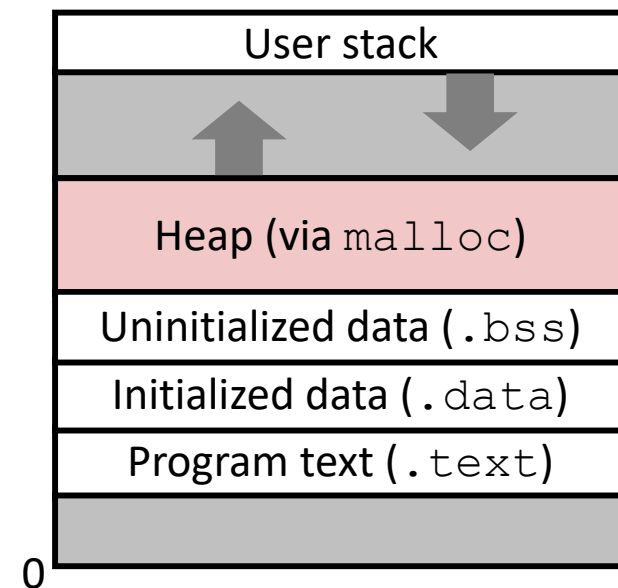 User stack
Heap (via malloc)
Uninitialized data (.bss)
Initialized data (.data)
Program text (.text)
0